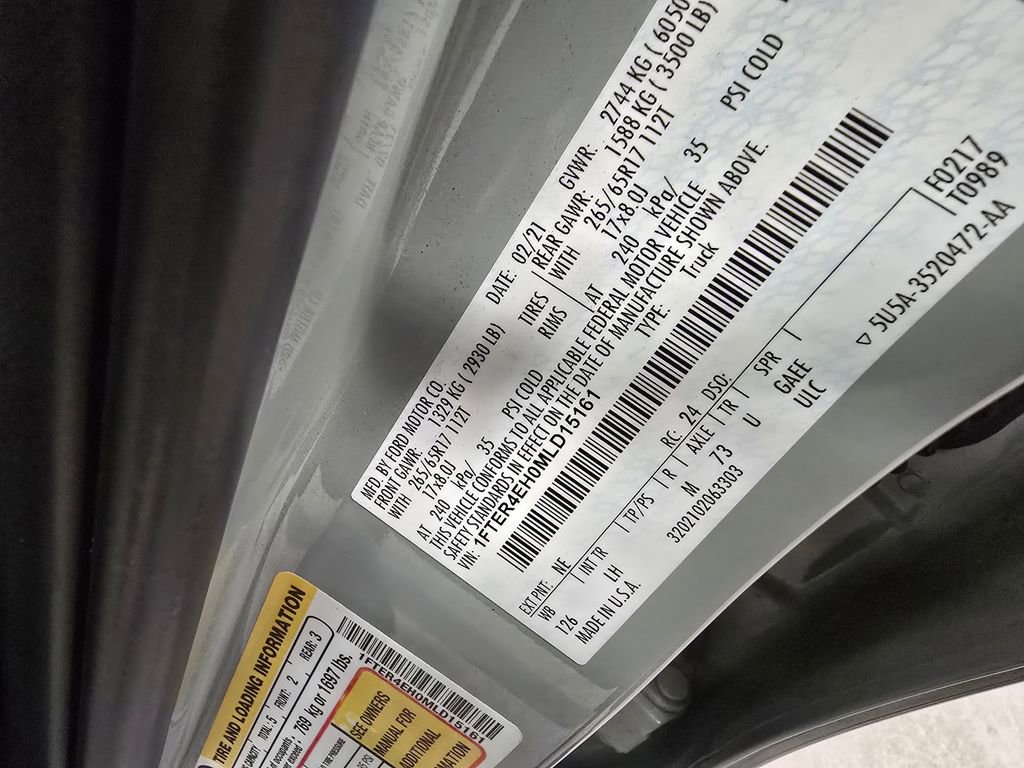 MFD. BY FORD MOTOR CO.
DATE: 02/21 GVWR: 2744 KG ( 6050
FRONT GAWR: 1329 KG ( 2930 LB) REAR GAWR: 1588 KG ( 3500 LB)
WITH 265/65R17 112T TIRES WITH 265/65R17 112T
17x8.0J RIMS 17x8.0J
AT 240 kPa/ 35 PSI COLD AT 240 kPa/ 35 PSI COLD
THIS VEHICLE CONFORMS TO ALL APPLICABLE FEDERAL MOTOR VEHICLE
SAFETY STANDARDS IN EFFECT ON THE DATE OF MANUFACTURE SHOWN ABOVE.
VIN: 1FTER4EH0MLD15161 TYPE: Truck
F0217
T0989
EXT PNT: NE RC: 24 DSO:
WB INT TR TP/PS R AXLE TR SPR
126 LH M 73 U GAFE
ULC
MADE IN U.S.A. 3202102063303
5U5A-3520472-AA
TIRE AND LOADING INFORMATION
TOTAL: 5 FRONT: 2 REAR: 3
769 kg or 1697 lbs.
1FTER4EH0MLD15161
SEE OWNERS
MANUAL FOR
ADDITIONAL